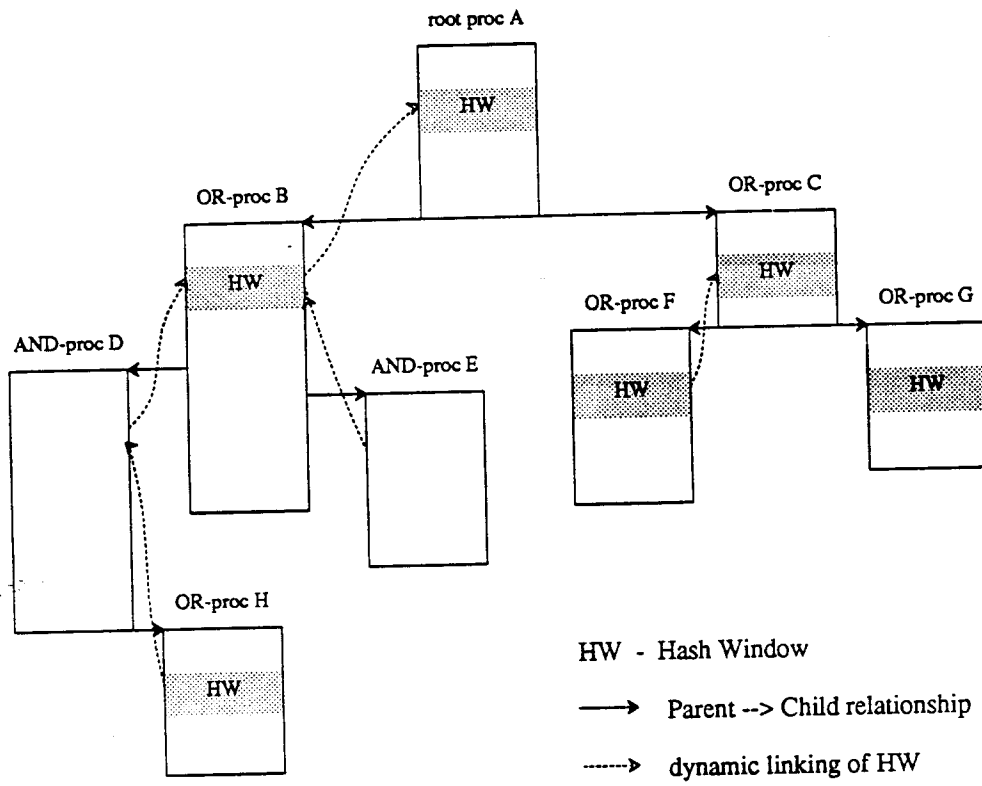 root proc A
HW
OR-proc B
OR-proc C
HW
HW
OR-proc F
OR-proc G
AND-proc D
AND-proc E
HW
HW
OR-proc H
HW
HW - Hash Window
Parent --> Child relationship
dynamic linking of HW